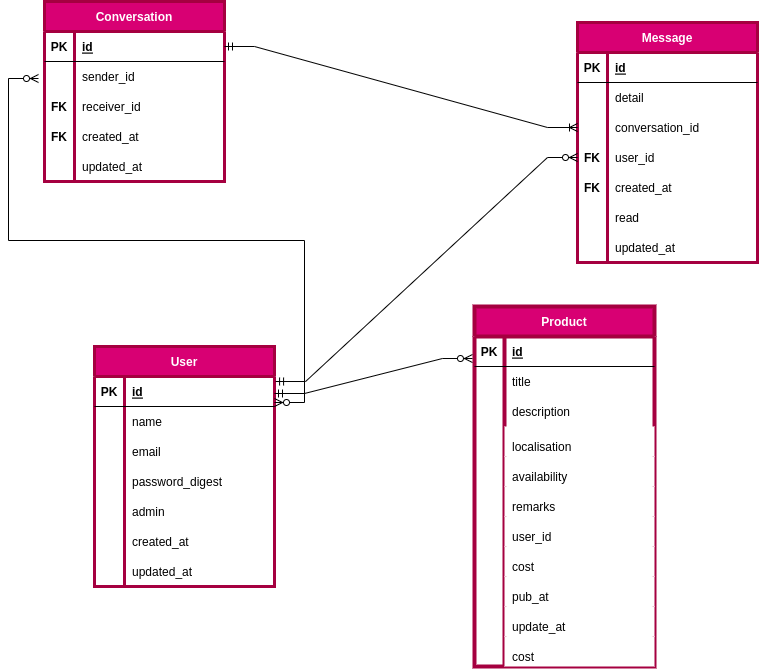 Conversation
PK id
sender_id
FK receiver_id
FK created_at
updated_at
Message
PK id
detail
conversation_id
FK user_id
FK created_at
read
updated_at
User
PK id
name
email
password_digest
admin
created_at
updated_at
Product
PK id
title
description
localisation
availability
remarks
user_id
cost
pub_at
update_at
cost